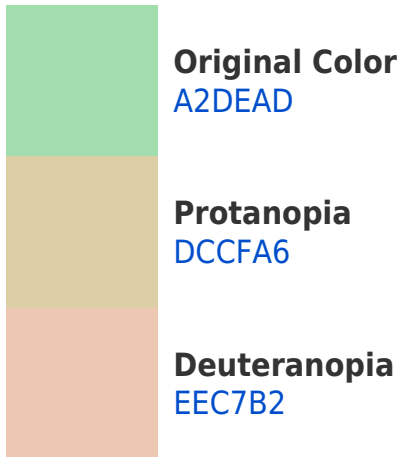 Original Color
A2DEAD
Protanopia
DCCFA6
Deuteranopia
EEC7B2